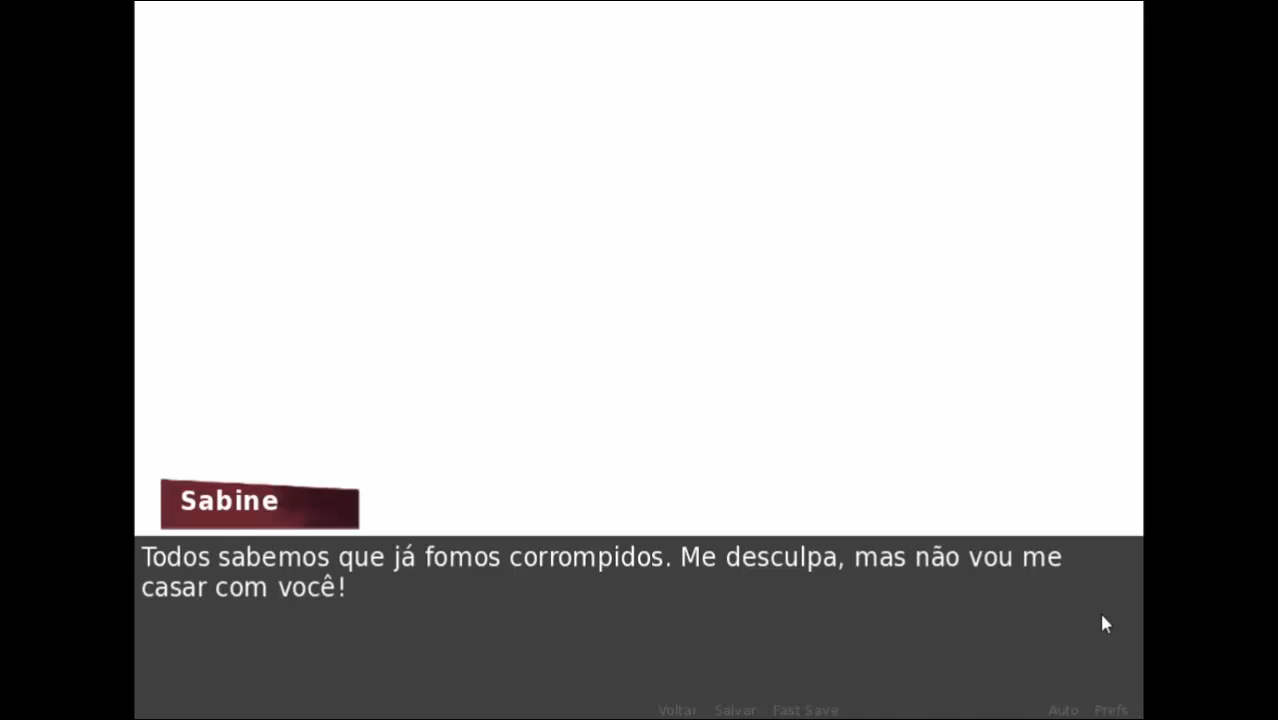 Sabine
Todos sabemos que já fomos corrompidos. Me desculpa, mas não vou me
casar com você!
Voltar Salvar Fast Save Auto Prefs